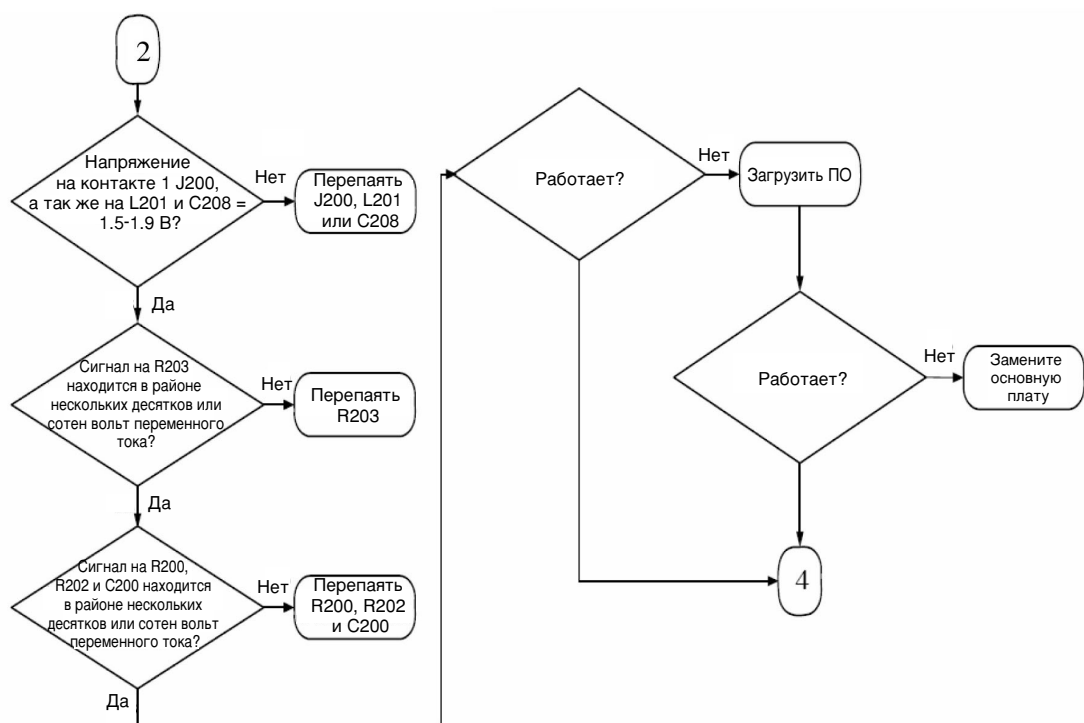 2
Напряжение
на контакте 1 J200,
а так же на L201 и C208 =
1.5-1.9 В?
Нет
Перепаять
J200, L201
или C208
Да
Сигнал на R203
находится в районе
нескольких десятков или
сотен вольт переменного
тока?
Нет
Перепаять
R203
Да
Сигнал на R200,
R202 и C200 находится
в районе нескольких
десятков или сотен вольт
переменного тока?
Нет
Перепаять
R200, R202
и C200
Да
Работает?
Нет
Загрузить ПО
Работает?
Нет
Замените
основную
плату
4